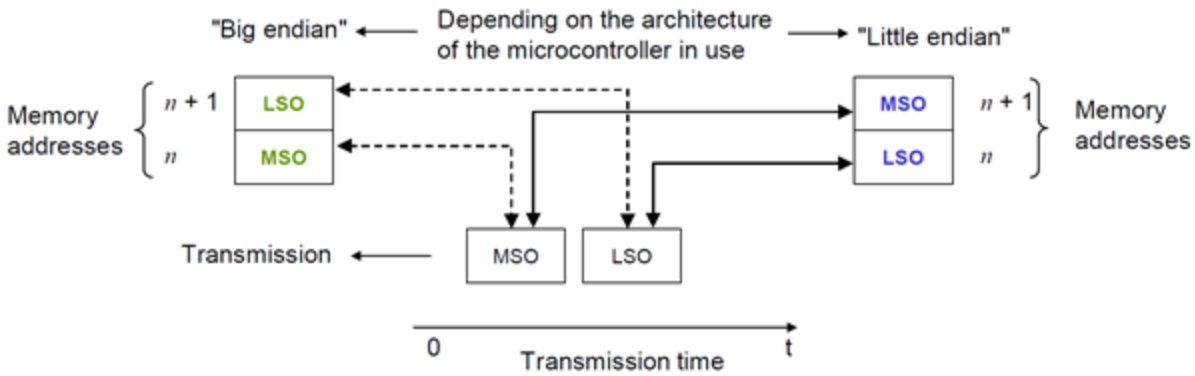 "Big endian"
Depending on the architecture
of the microcontroller in use
"Little endian"
Memory
addresses
n + 1
LSO
n
MSO
MSO
n + 1
LSO
n
Memory
addresses
Transmission
MSO
LSO
0
Transmission time
t